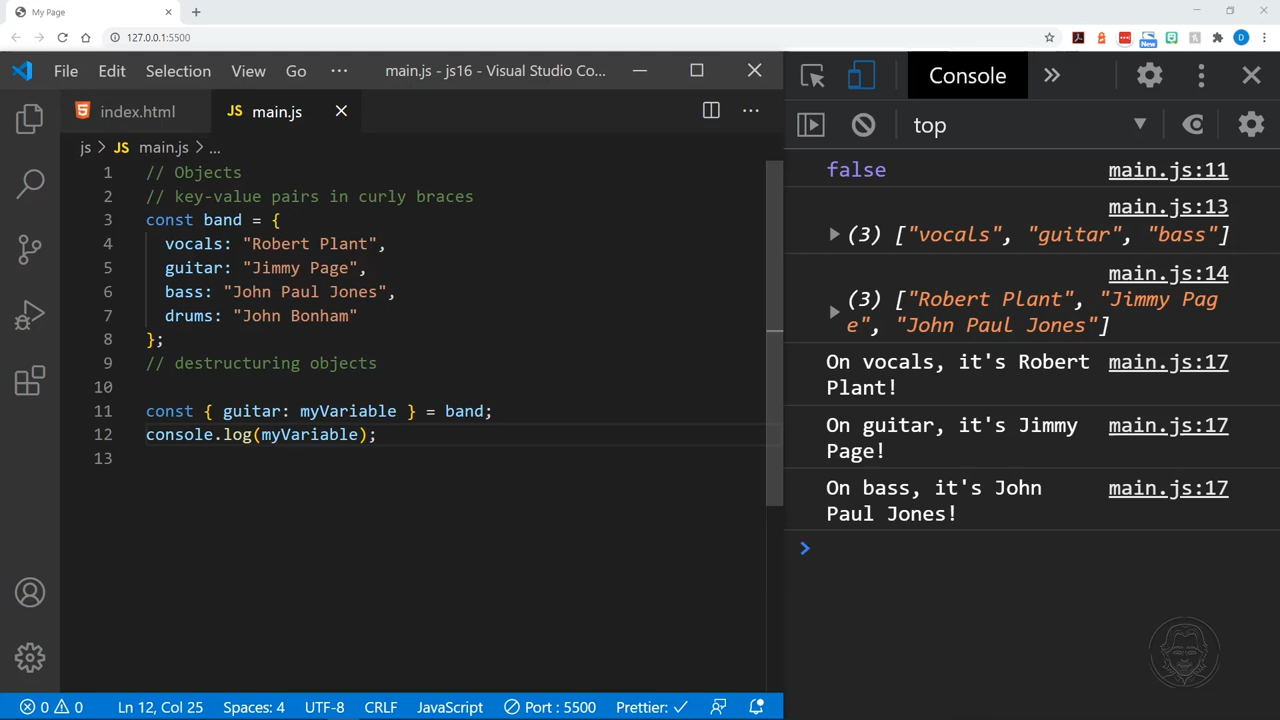 My Page
127.0.0.1:5500
New
D
File Edit Selection View Go ··· main.js - js16 - Visual Studio Co...
index.html JS main.js
js > JS main.js > ...
1 // Objects
2 // key-value pairs in curly braces
3 const band = {
4 vocals: "Robert Plant",
5 guitar: "Jimmy Page",
6 bass: "John Paul Jones",
7 drums: "John Bonham"
8 };
9 // destructuring objects
10
11 const { guitar: myVariable } = band;
12 console.log(myVariable);
13
0 0 Ln 12, Col 25 Spaces: 4 UTF-8 CRLF JavaScript Port : 5500 Prettier: ✓
Console
top
false main.js:11
main.js:13
(3) ["vocals", "guitar", "bass"]
main.js:14
(3) ["Robert Plant", "Jimmy Pag
e", "John Paul Jones"]
On vocals, it's Robert main.js:17
Plant!
On guitar, it's Jimmy main.js:17
Page!
On bass, it's John main.js:17
Paul Jones!